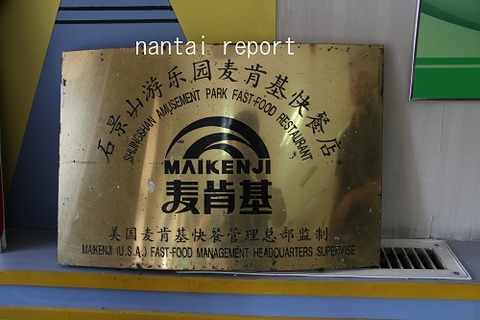 nantai report
石景山游乐园麦肯基快餐店
SHIJINGSHAN AMUSEMENT PARK FAST-FOOD RESTAURANT
MAIKENJI
麦肯基
美国麦肯基快餐管理总部监制
MAIKENJI (U.S.A.) FAST-FOOD MANAGEMENT HEADQUARTERS SUPERVISE